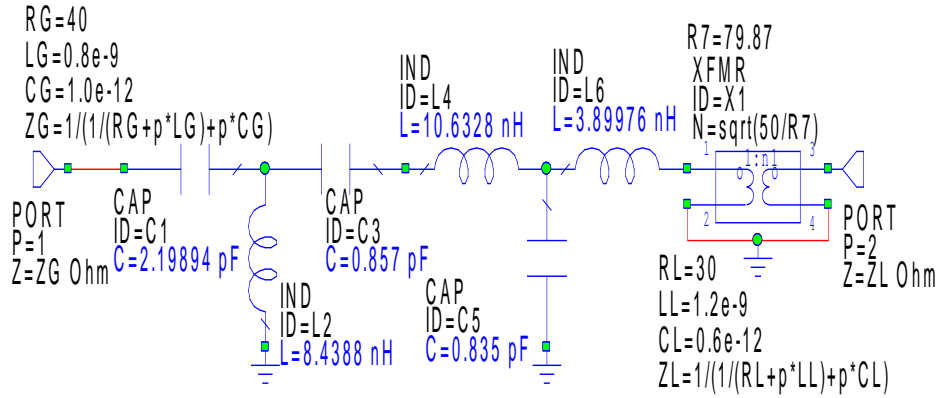 RG=40
LG=0.8e-9
CG=1.0e-12
ZG=1/(1/(RG+p*LG)+p*CG)
IND
ID=L4
L=10.6328 nH
IND
ID=L6
L=3.89976 nH
R7=79.87
XFMR
ID=X1
N=sqrt(50/R7)
1
1:n1
3
o
o
2
4
PORT
P=1
Z=ZG Ohm
CAP
ID=C1
C=2.19894 pF
CAP
ID=C3
C=0.857 pF
IND
ID=L2
L=8.4388 nH
CAP
ID=C5
C=0.835 pF
PORT
P=2
Z=ZL Ohm
RL=30
LL=1.2e-9
CL=0.6e-12
ZL=1/(1/(RL+p*LL)+p*CL)